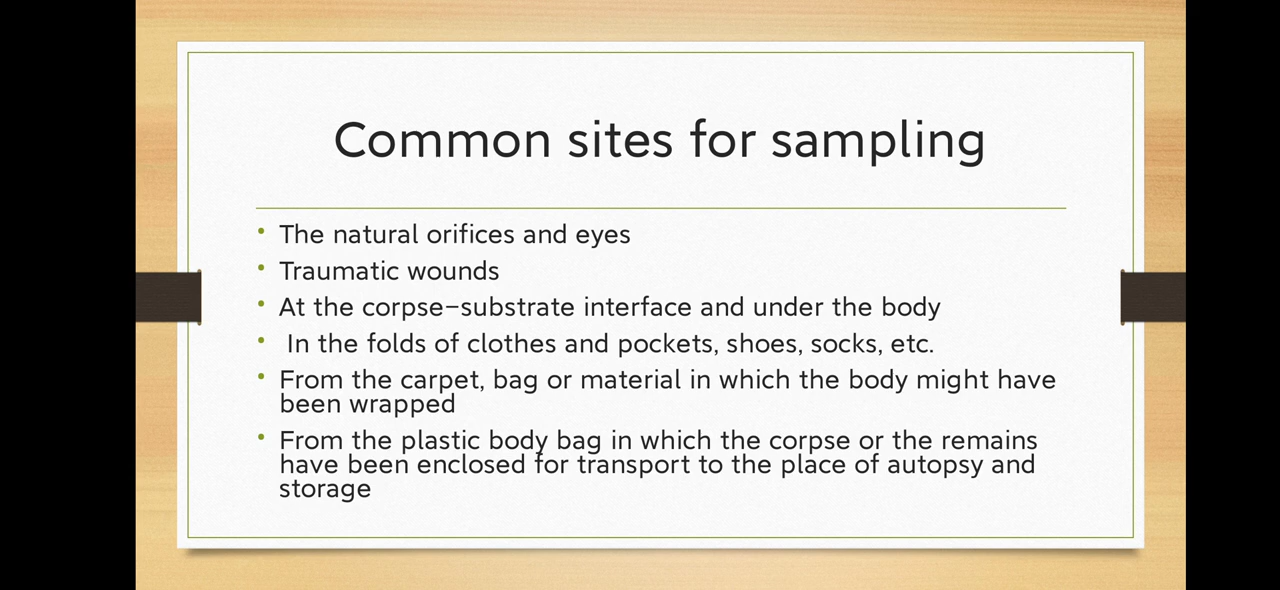 Common sites for sampling
• The natural orifices and eyes
• Traumatic wounds
• At the corpse–substrate interface and under the body
• In the folds of clothes and pockets, shoes, socks, etc.
• From the carpet, bag or material in which the body might have
been wrapped
• From the plastic body bag in which the corpse or the remains
have been enclosed for transport to the place of autopsy and
storage